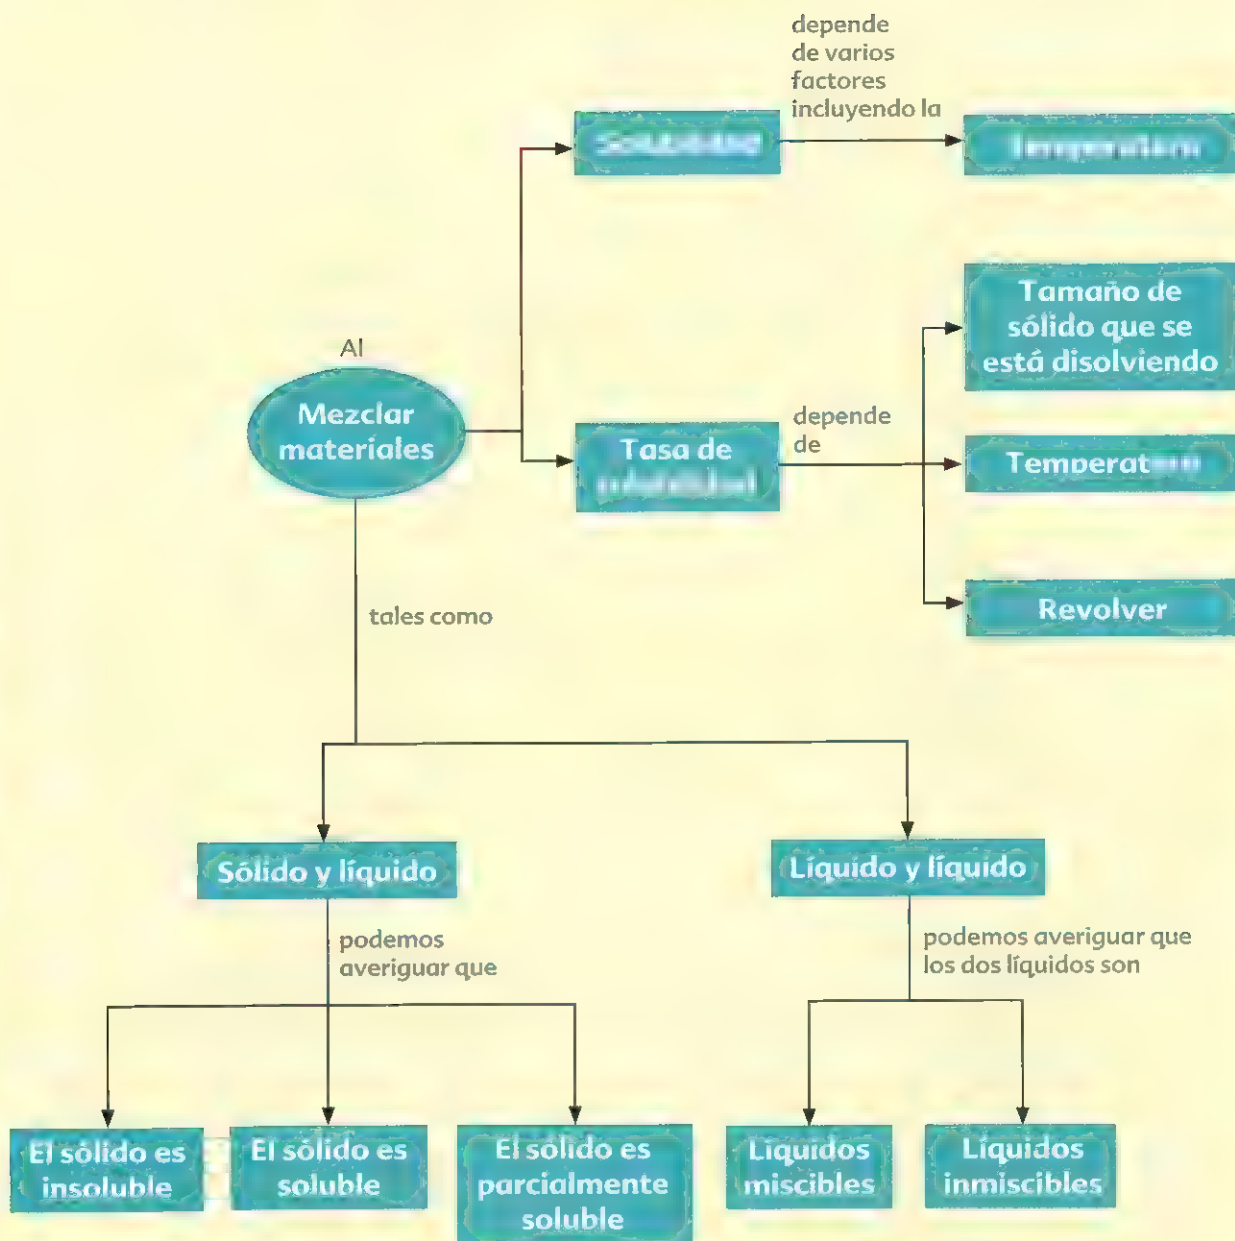 depende
de varios
factores
incluyendo la
Tamaño de
sólido que se
está disolviendo
Al
Mezclar
materiales
Tasa de
depende
de
Revolver
tales como
Sólido y líquido
Líquido y líquido
podemos
averiguar que
podemos averiguar que
los dos líquidos son
El sólido es
insoluble
El sólido es
soluble
El sólido es
parcialmente
soluble
Líquidos
miscibles
Líquidos
inmiscibles